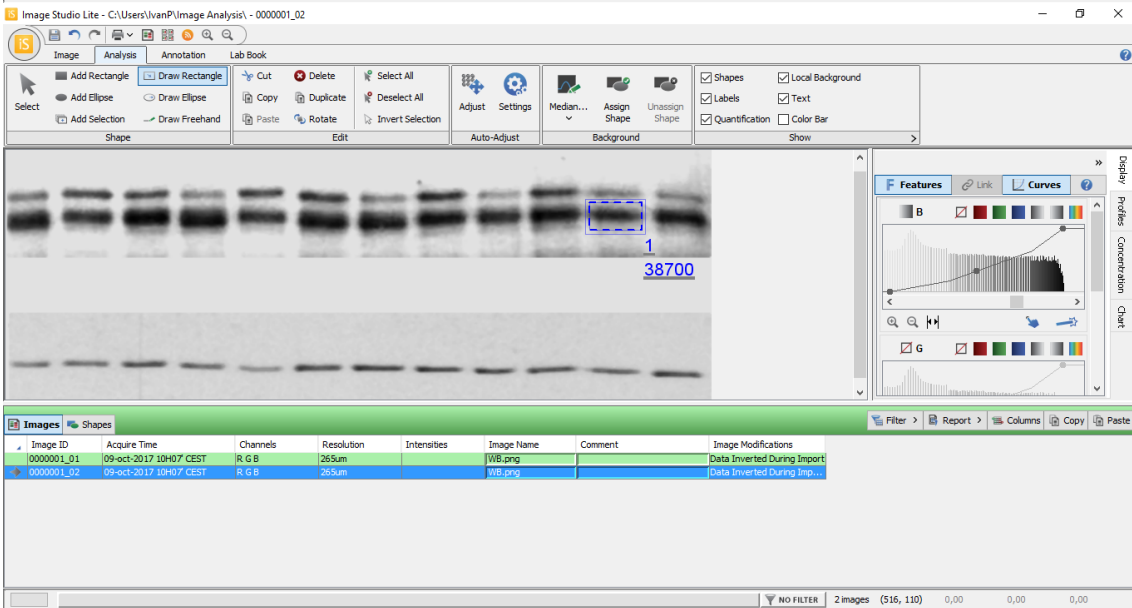 Image Studio Lite - C:\Users\IvanP\Image Analysis\ - 0000001_02
iS
Image Analysis Annotation Lab Book
Select
Add Rectangle Draw Rectangle
Add Ellipse Draw Ellipse
Add Selection Draw Freehand
Shape
Cut Delete Select All
Copy Duplicate Deselect All
Paste Rotate Invert Selection
Edit
Adjust Settings
Auto-Adjust
Median... Assign Shape Unassign Shape
Background
Shapes Local Background
Labels Text
Quantification Color Bar
Show
1
38700
Features Link Curves
B
G
Display
Profiles
Concentration
Chart
Images Shapes
Filter Report Columns Copy Paste
Image ID Acquire Time Channels Resolution Intensities Image Name Comment Image Modifications
0000001_01 09-oct-2017 10H07' CEST R G B 265um WB.png Data Inverted During Import
0000001_02 09-oct-2017 10H07' CEST R G B 265um WB.png Data Inverted During Imp...
NO FILTER 2 images (516, 110) 0,00 0,00 0,00